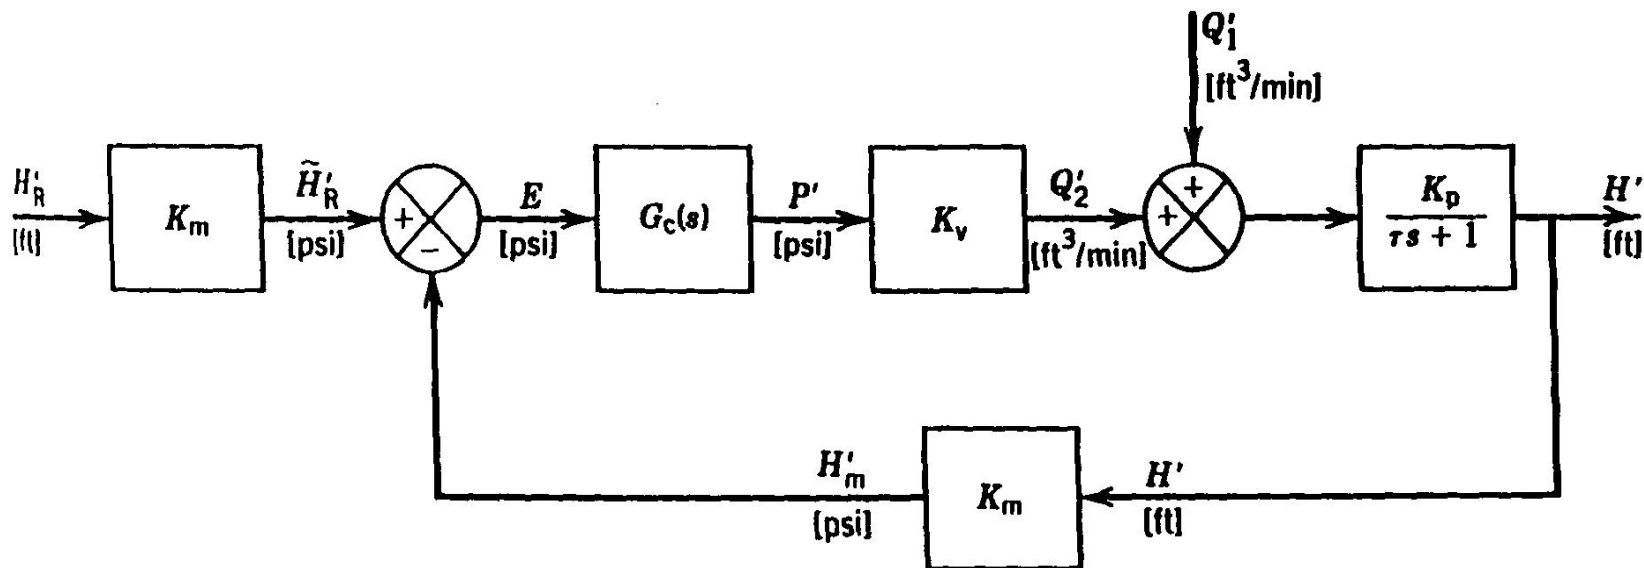 Q′₁
[ft³/min]
H′R
[ft]
Km
H̃′R
[psi]
+
−
E
[psi]
Gc(s)
P′
[psi]
Kv
Q′₂
[ft³/min]
+
+
Kp
τs + 1
H′
[ft]
H′m
[psi]
Km
H′
[ft]